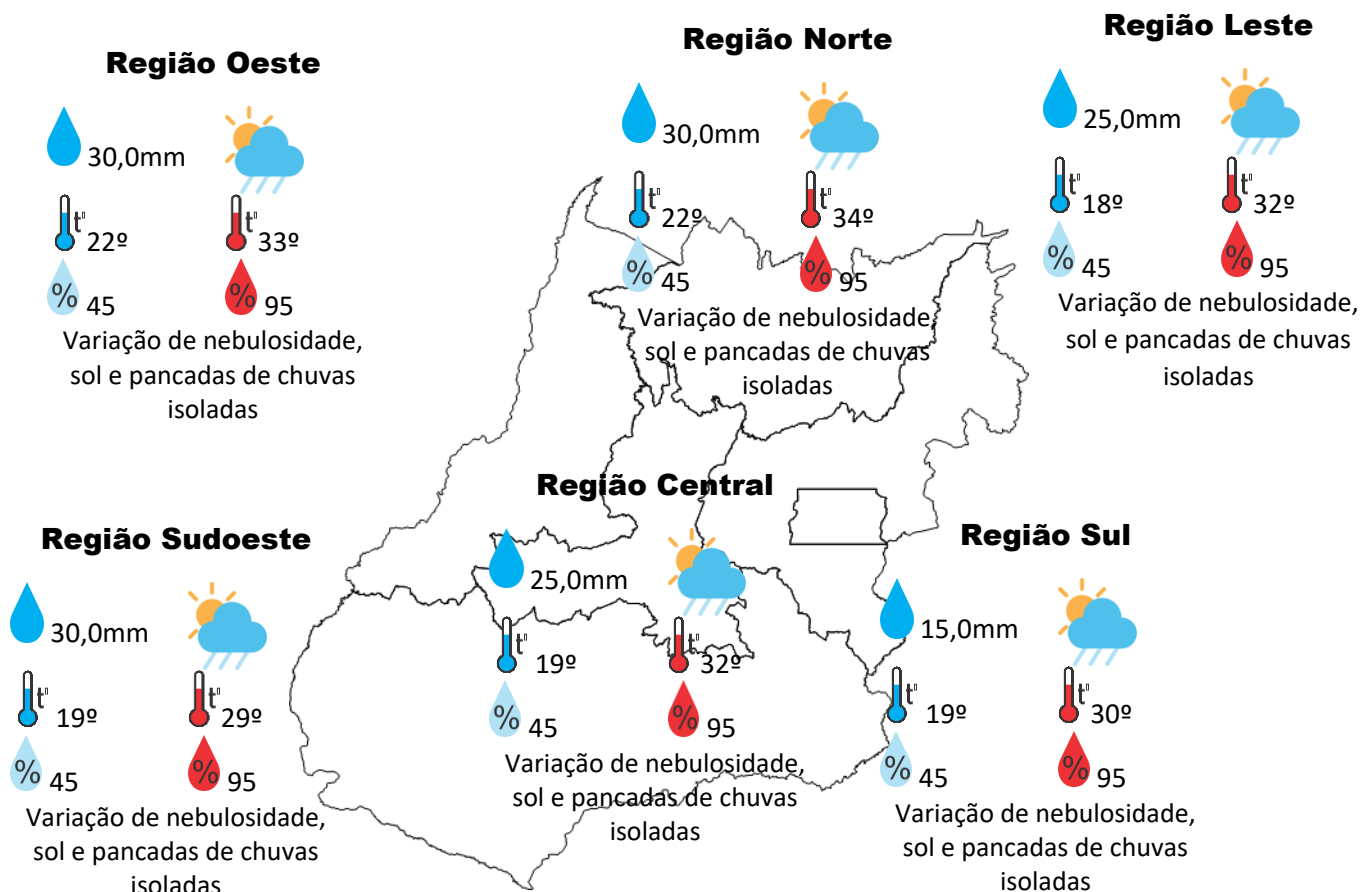 Região Oeste
30,0mm
t°
22º
t°
33º
% 45
% 95
Variação de nebulosidade,
sol e pancadas de chuvas
isoladas
Região Norte
30,0mm
t°
22º
t°
34º
% 45
% 95
Variação de nebulosidade,
sol e pancadas de chuvas
isoladas
Região Leste
25,0mm
t°
18º
t°
32º
% 45
% 95
Variação de nebulosidade,
sol e pancadas de chuvas
isoladas
Região Sudoeste
30,0mm
t°
19º
t°
29º
% 45
% 95
Variação de nebulosidade,
sol e pancadas de chuvas
isoladas
Região Central
25,0mm
t°
19º
t°
32º
% 45
% 95
Variação de nebulosidade,
sol e pancadas de chuvas
isoladas
Região Sul
15,0mm
t°
19º
t°
30º
% 45
% 95
Variação de nebulosidade,
sol e pancadas de chuvas
isoladas